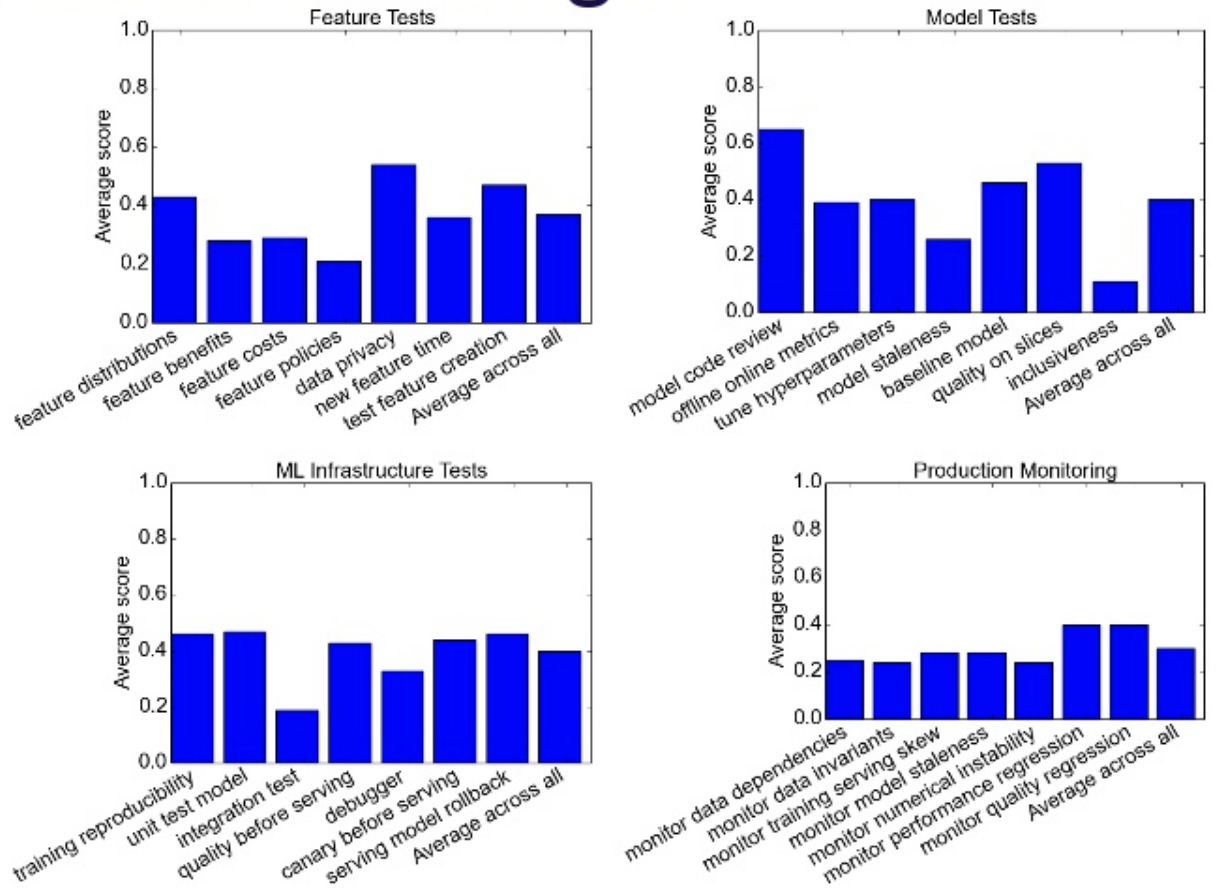 Feature Tests
Average score
1.0
0.8
0.6
0.4
0.2
0.0
feature distributions
feature benefits
feature costs
feature policies
data privacy
new feature time
test feature creation
Average across all
Model Tests
Average score
1.0
0.8
0.6
0.4
0.2
0.0
model code review
offline online metrics
tune hyperparameters
model staleness
baseline model
quality on slices
inclusiveness
Average across all
ML Infrastructure Tests
Average score
1.0
0.8
0.6
0.4
0.2
0.0
training reproducibility
unit test model
integration test
quality before serving
debugger
canary before serving
serving model rollback
Average across all
Production Monitoring
Average score
1.0
0.8
0.6
0.4
0.2
0.0
monitor data dependencies
monitor data invariants
monitor training serving skew
monitor model staleness
monitor numerical instability
monitor performance regression
monitor quality regression
Average across all